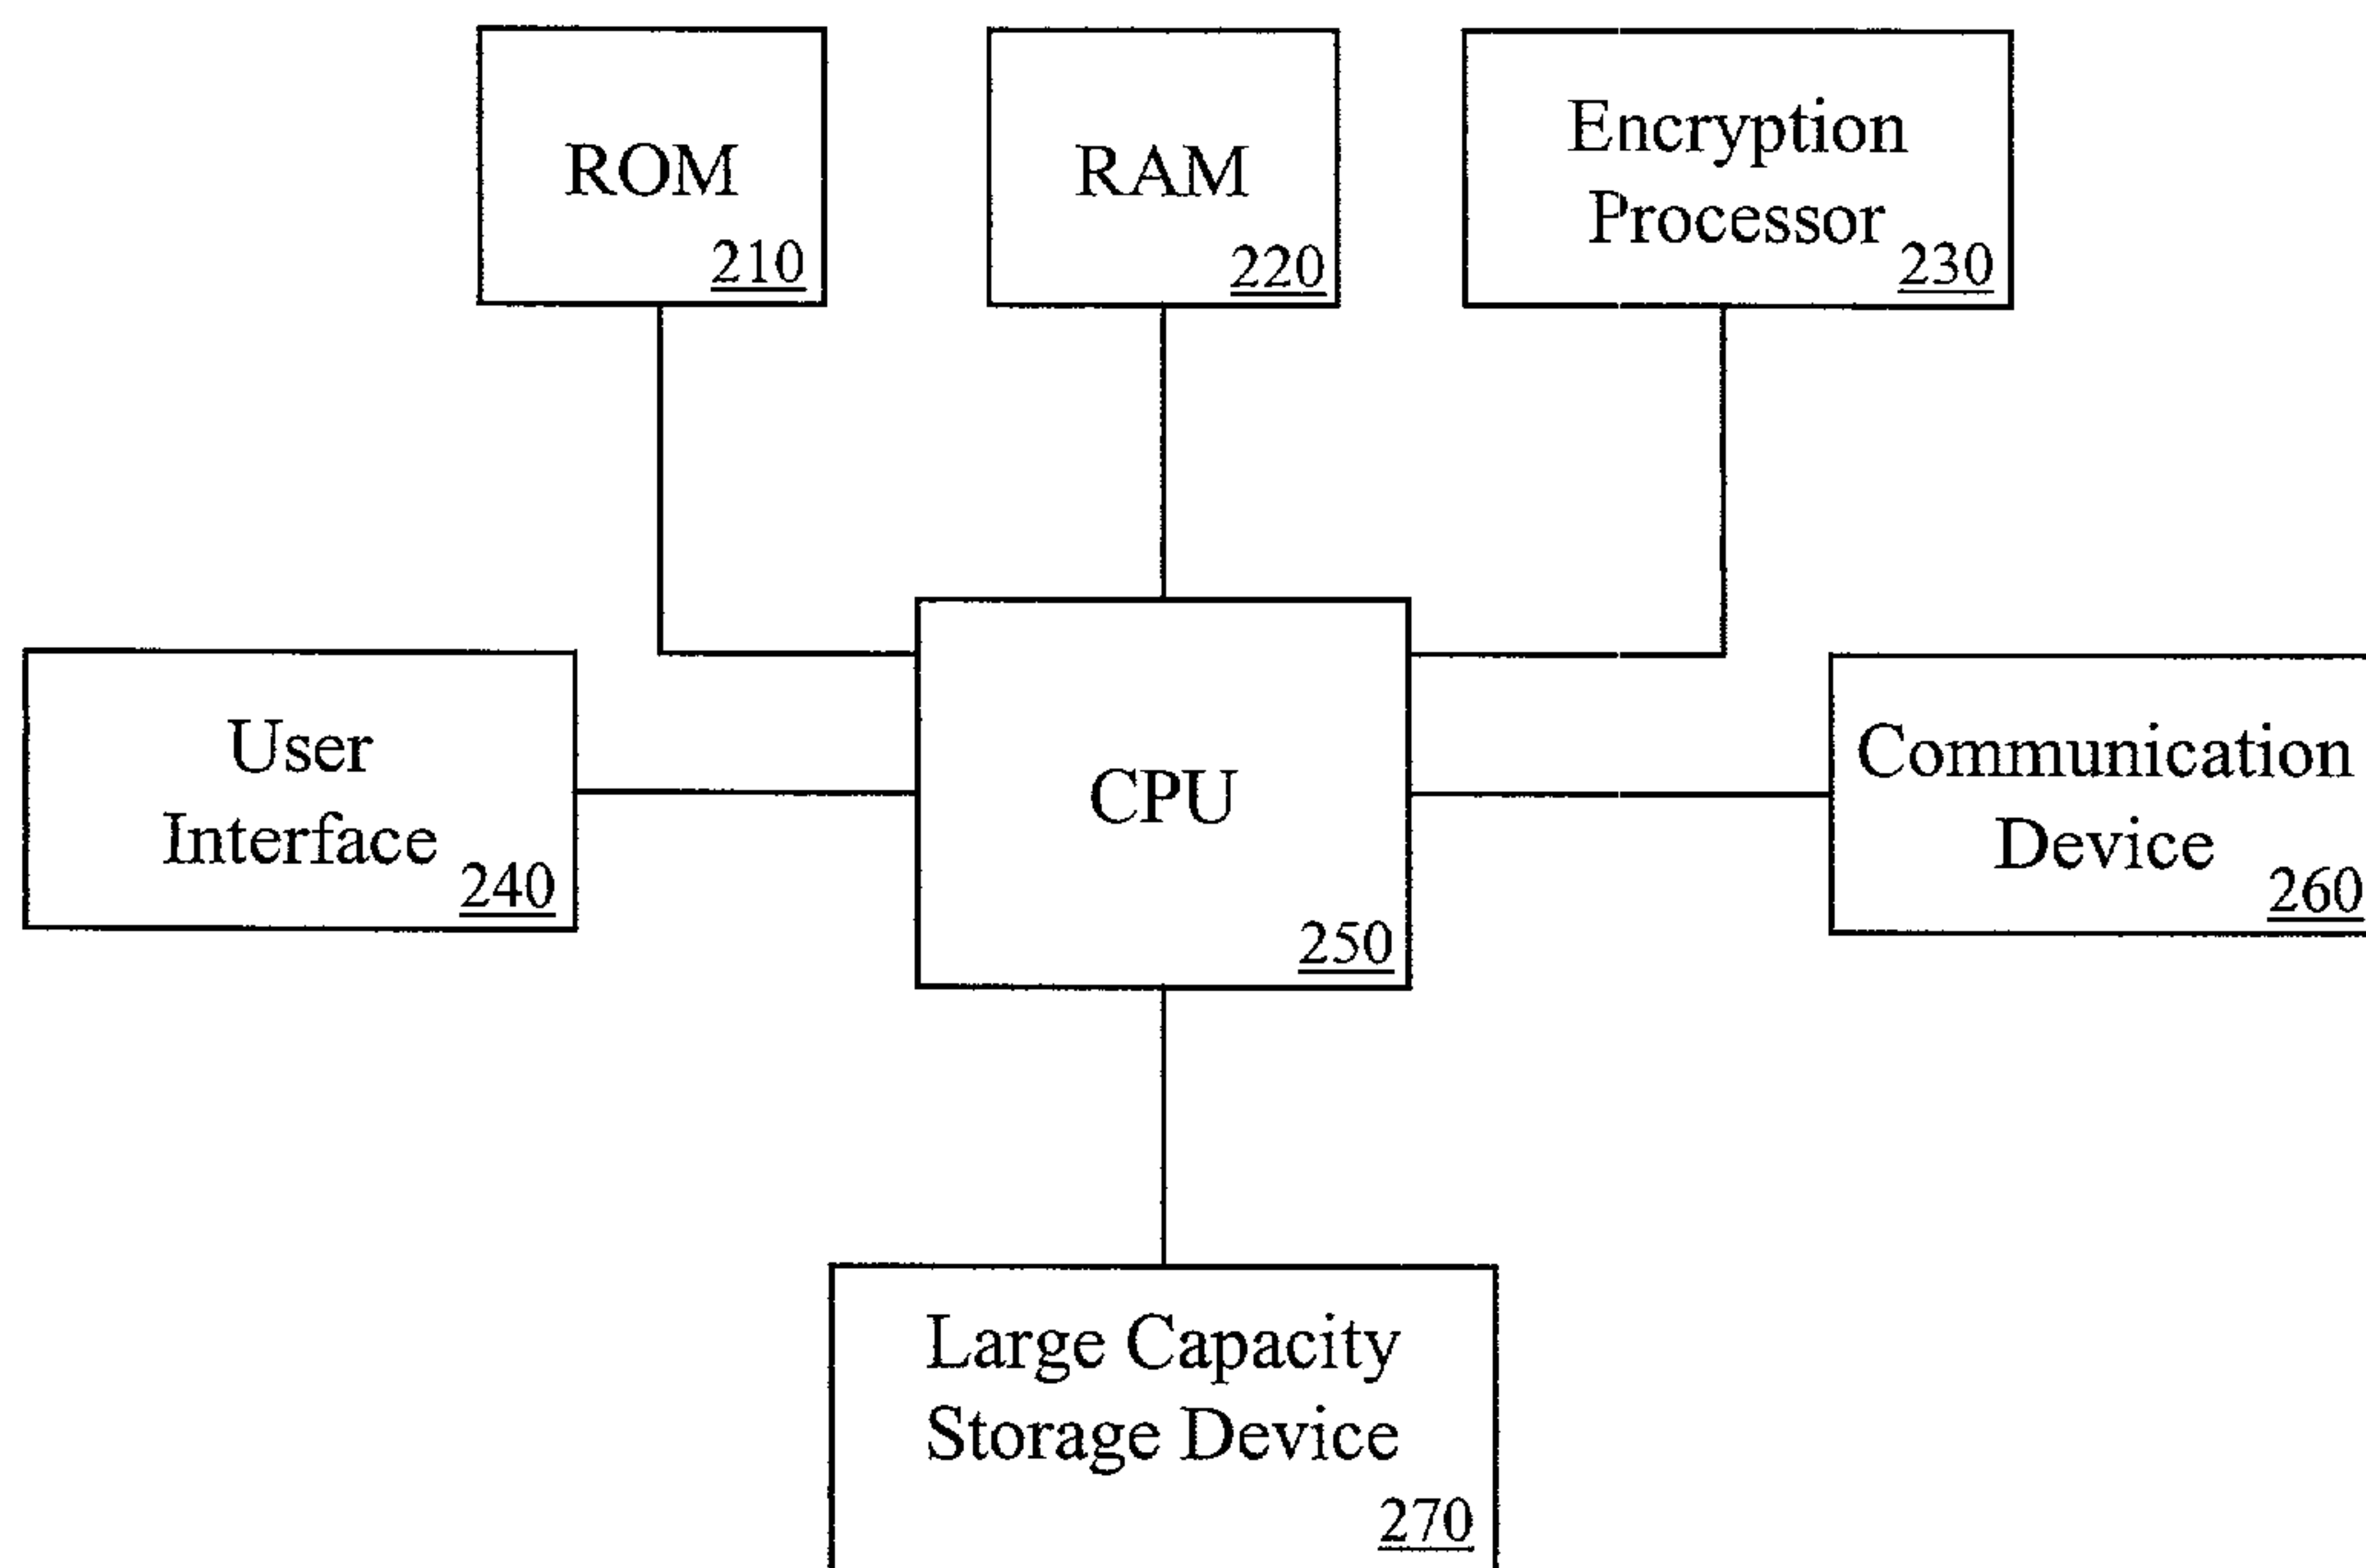 ROM
210
RAM
220
Encryption
Processor
230
User
Interface
240
CPU
250
Communication
Device
260
Large Capacity
Storage Device
270